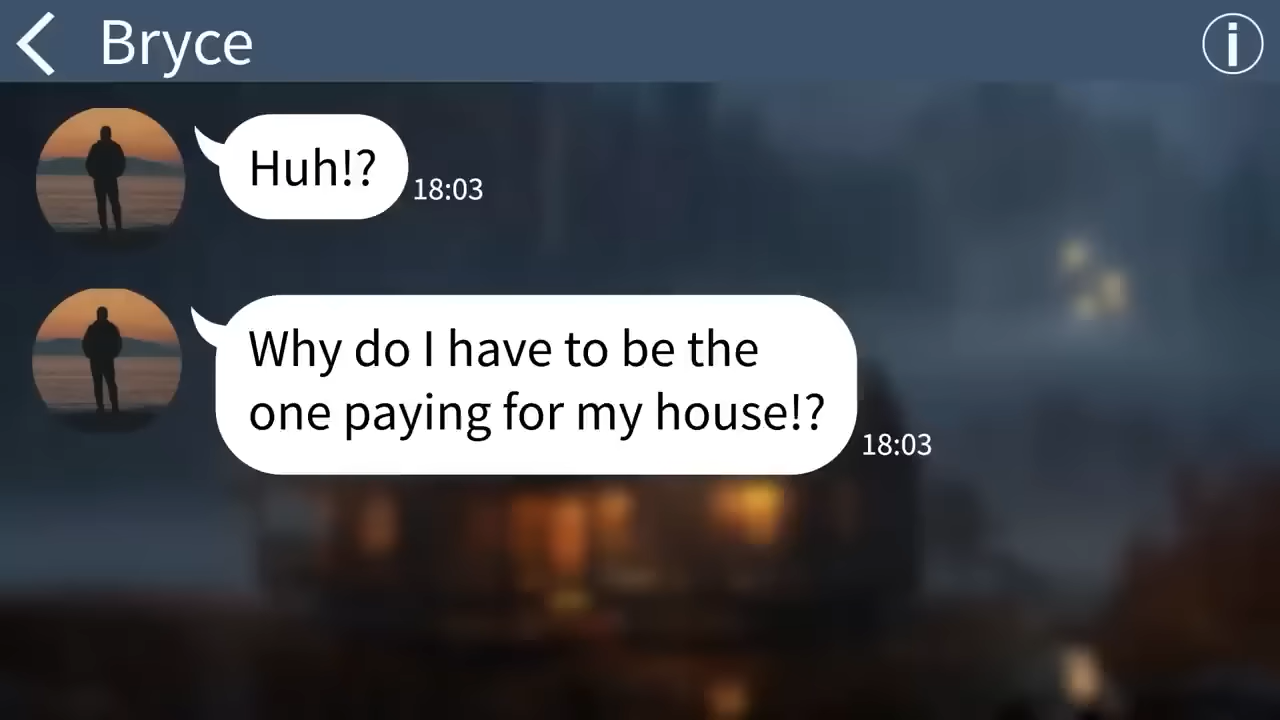 Bryce
Huh!?
18:03
Why do I have to be the
one paying for my house!?
18:03